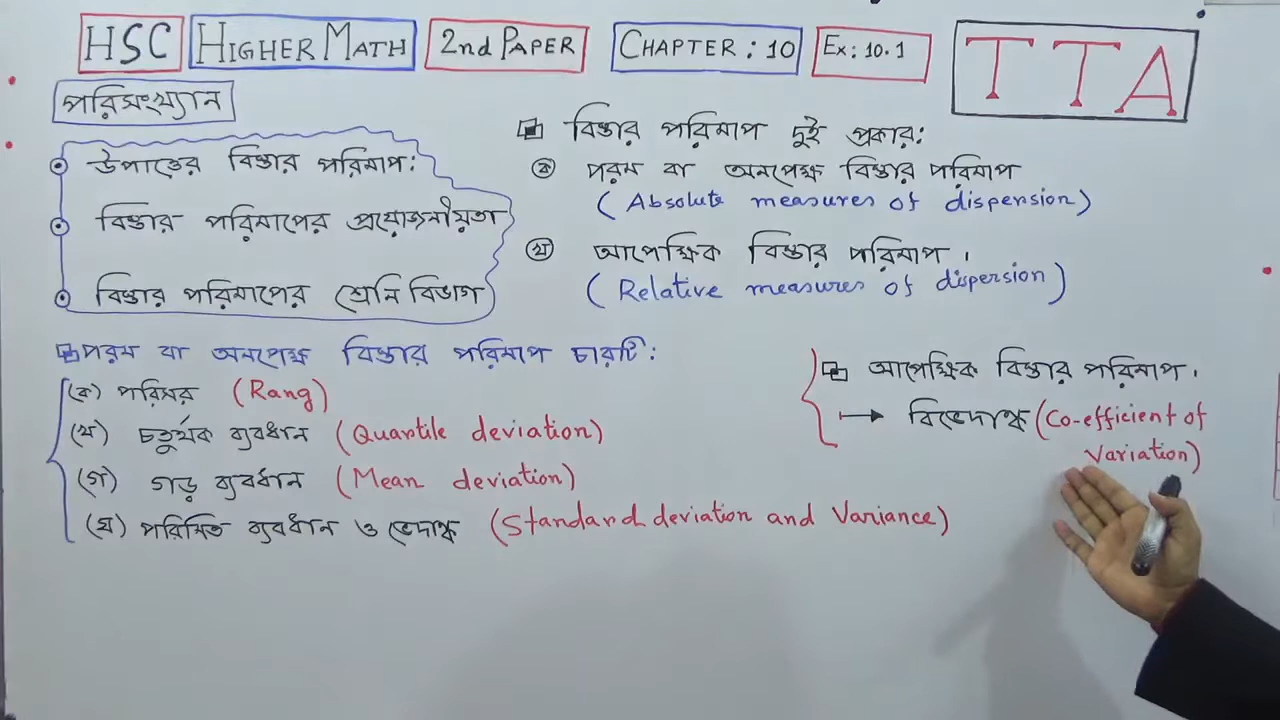 HSC HIGHER MATH 2nd PAPER CHAPTER : 10 Ex: 10.1 TTA
পরিসংখ্যান
উপাত্তের বিস্তার পরিমাপ:
বিস্তার পরিমাপের প্রয়োজনীয়তা
বিস্তার পরিমাপের শ্রেনি বিভাগ
বিস্তার পরিমাপ দুই প্রকার:
ক পরম বা অনপেক্ষ বিস্তার পরিমাপ
(Absolute measures of dispension)
খ আপেক্ষিক বিস্তার পরিমাপ।
(Relative measures of dispersion)
পরম বা অনপেক্ষ বিস্তার পরিমাপ চারটি:
(ক) পরিসর (Rang)
(খ) চতুর্থক ব্যবধান (Quantile deviation)
(গ) গড় ব্যবধান (Mean deviation)
(ঘ) পরিমিত ব্যবধান ও ভেদাঙ্ক (Standard deviation and Variance)
আপেক্ষিক বিস্তার পরিমাপ।
→ বিভেদাঙ্ক (Co-efficient of
Variation)